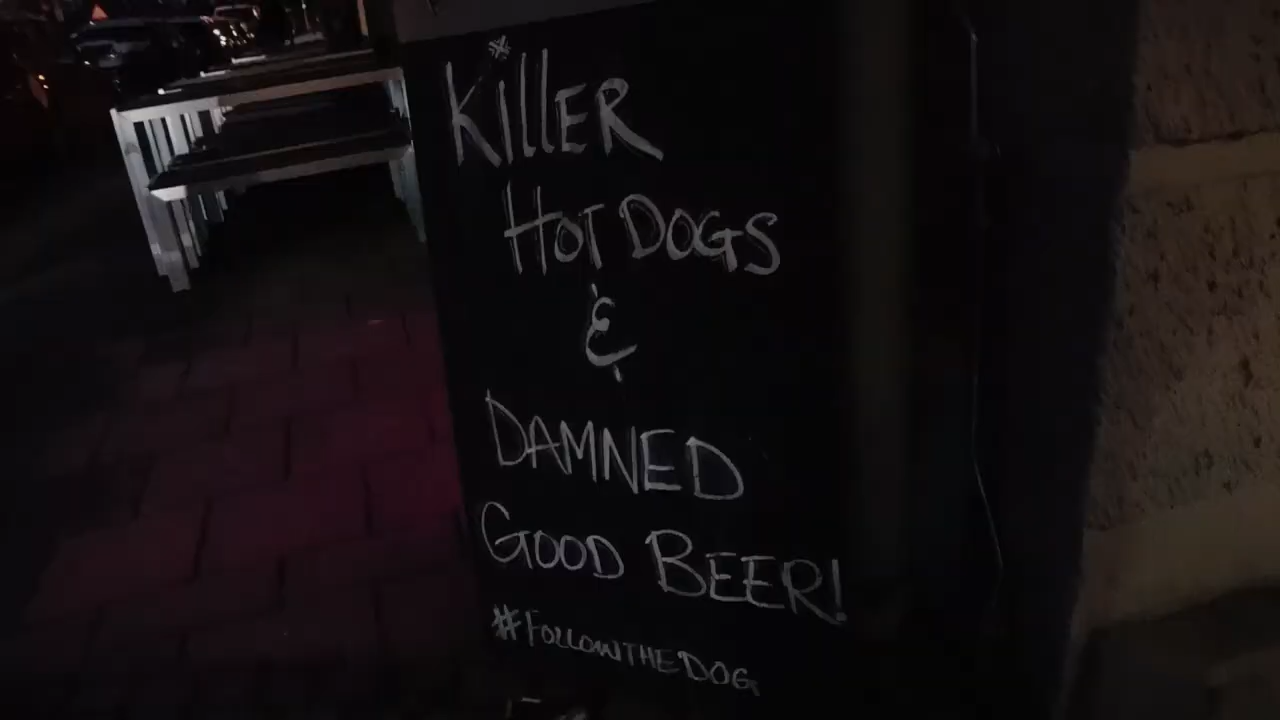 KillER
HOT DOGS
&
DAMNED
GOOD BEER!
#FOLLOWTHEDOG